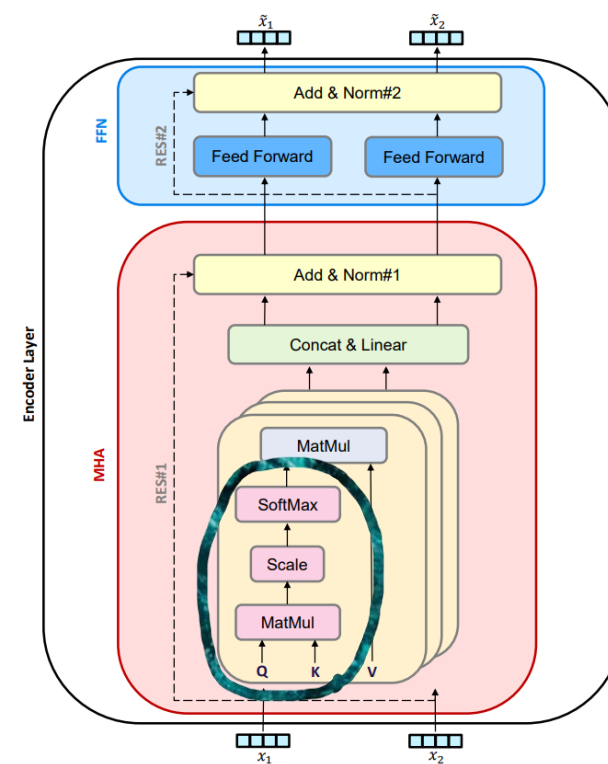 x̃₁ x̃₂
Add & Norm#2
FFN
RES#2
Feed Forward Feed Forward
Add & Norm#1
Concat & Linear
Encoder Layer
MHA
RES#1
MatMul
SoftMax
Scale
MatMul
Q K V
x₁ x₂